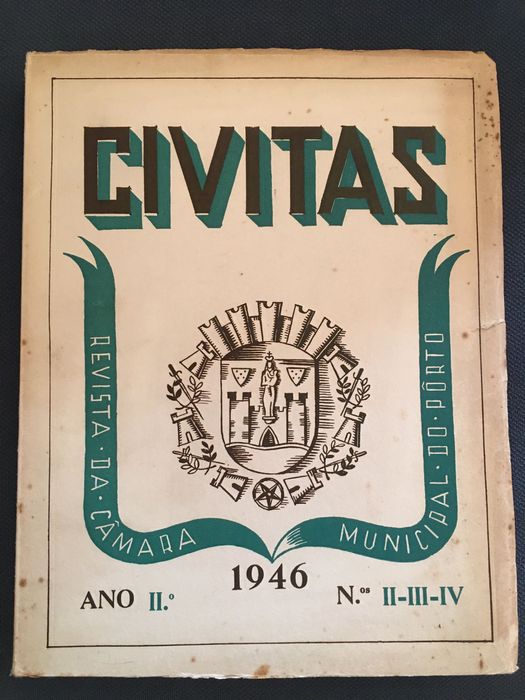 CIVITAS
REVISTA · DA · CÂMARA MUNICIPAL · DO · PÔRTO
1946
ANO II.º N.ºs II-III-IV